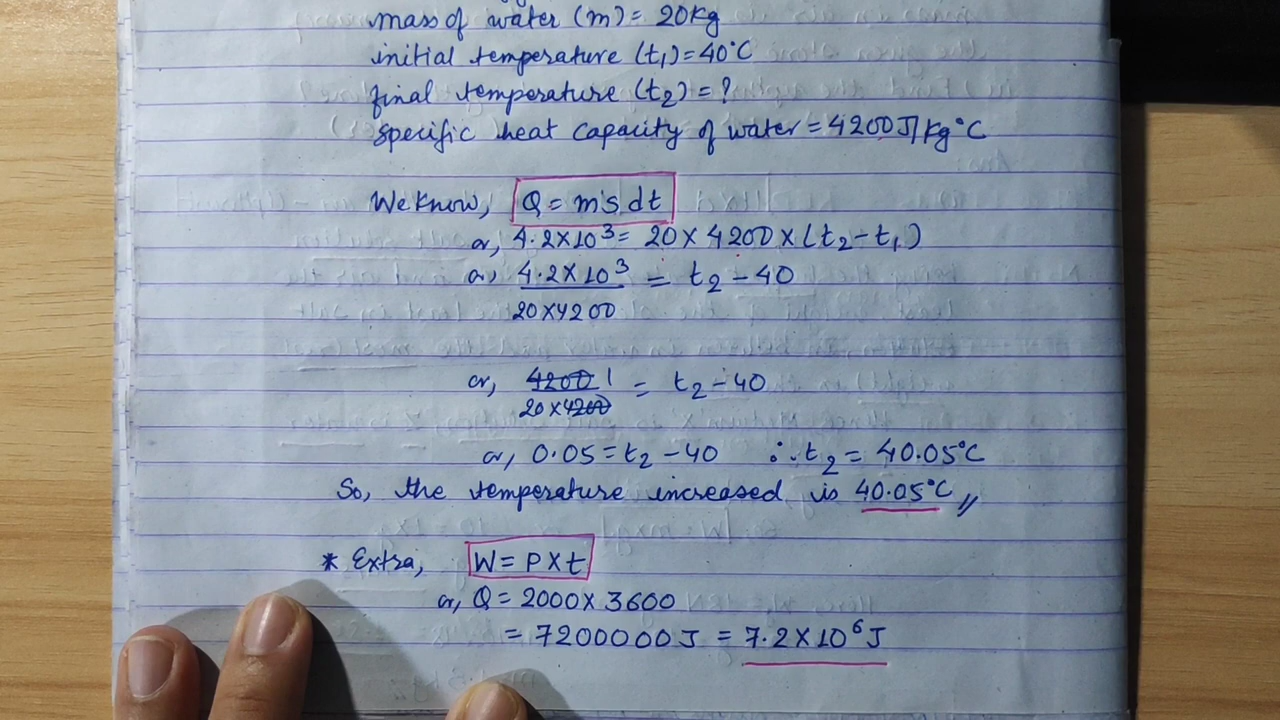 mass of water (m) = 20Kg
initial temperature (t₁) = 40°C
final temperature (t₂) = ?
specific heat capacity of water = 4200J/Kg°C
We Know, Q = m's dt
or, 4.2×10³ = 20 × 4200 × (t₂ - t₁)
or, 4.2×10³ / 20×4200 = t₂ - 40
or, 4200 1 / 20×4200 = t₂ - 40
or, 0.05 = t₂ - 40 ∴ t₂ = 40.05°C
So, the temperature increased is 40.05°C //
* Extra, W = P×t
or, Q = 2000 × 3600
= 7200000J = 7.2×10⁶J